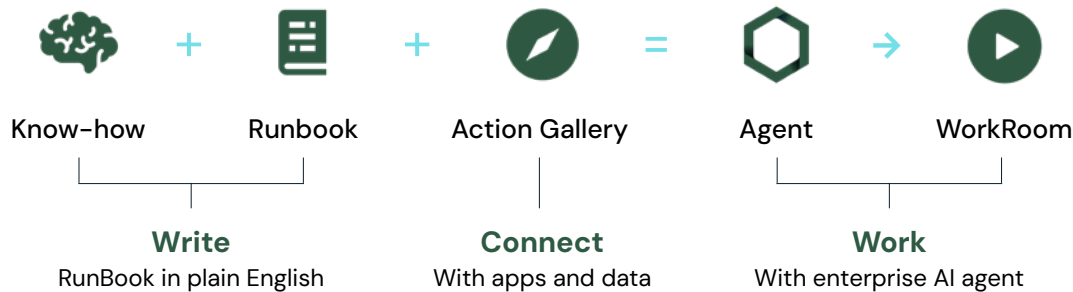 Know-how
Runbook
Action Gallery
Agent
WorkRoom
Write
RunBook in plain English
Connect
With apps and data
Work
With enterprise AI agent